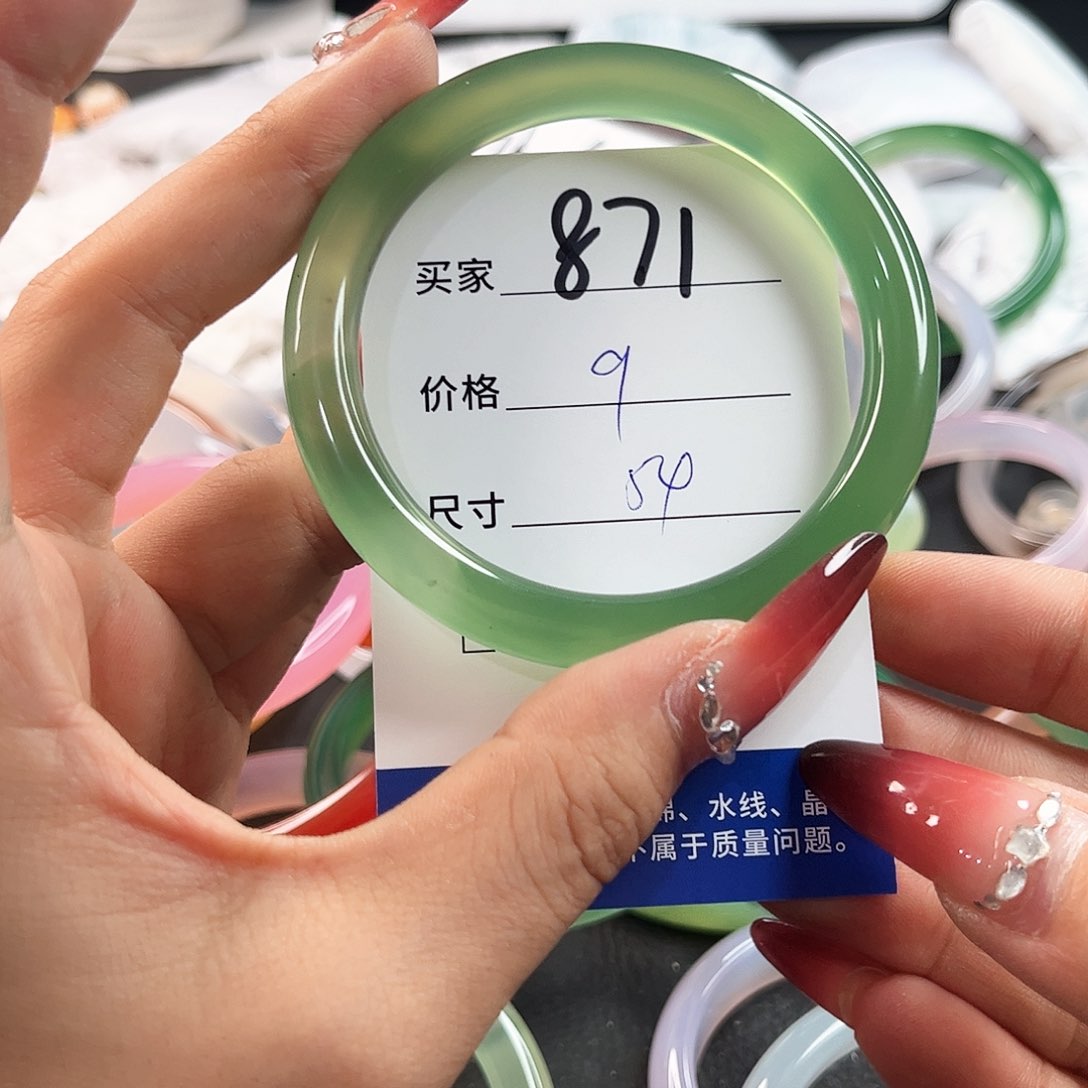 买家 871
价格 9
尺寸 54
棉、水线、晶
不属于质量问题。